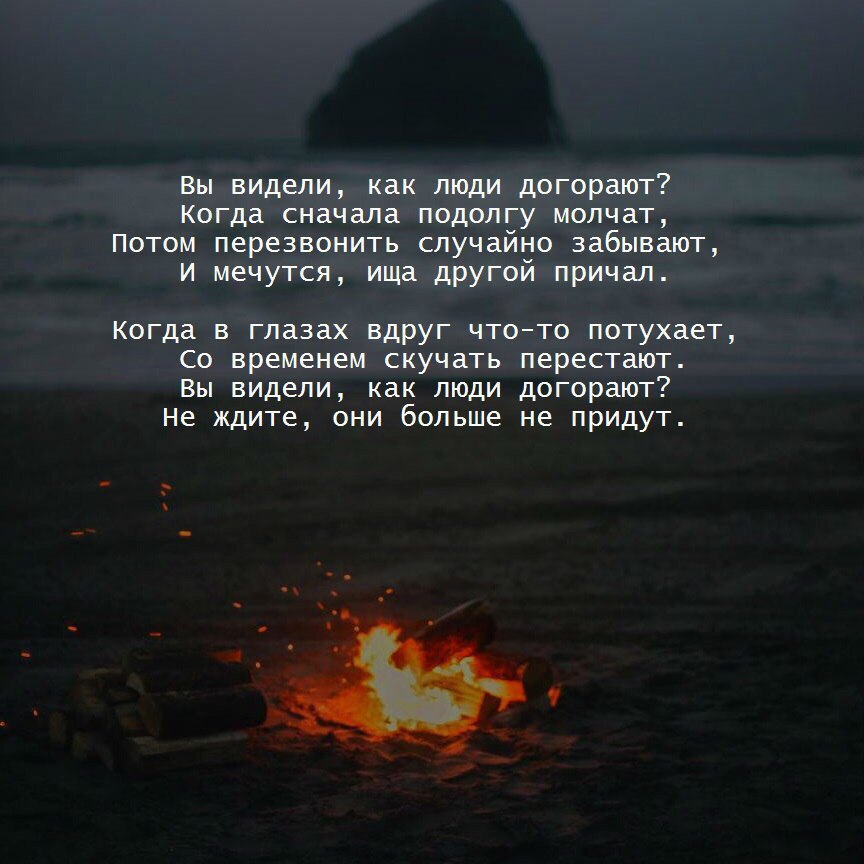 Вы видели, как люди догорают?
Когда сначала подолгу молчат,
Потом перезвонить случайно забывают,
И мечутся, ища другой причал.

Когда в глазах вдруг что-то потухает,
Со временем скучать перестают.
Вы видели, как люди догорают?
Не ждите, они больше не придут.